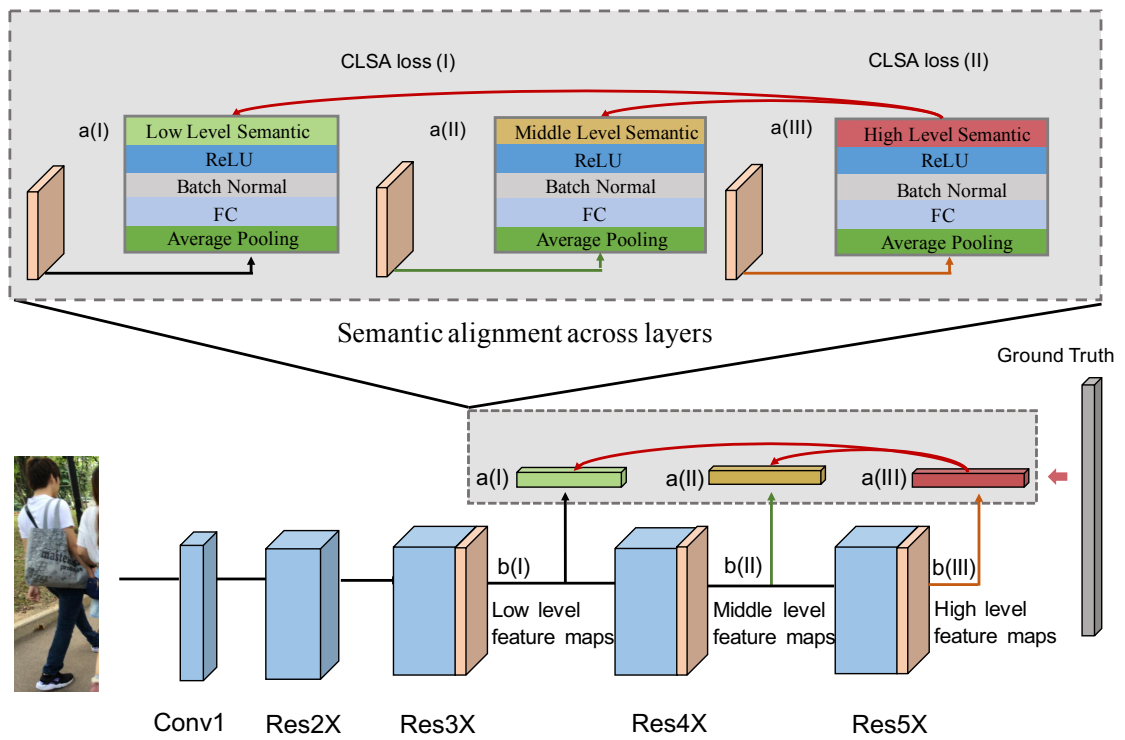 CLSA loss (I)
CLSA loss (II)
a(I)
Low Level Semantic
ReLU
Batch Normal
FC
Average Pooling
a(II)
Middle Level Semantic
ReLU
Batch Normal
FC
Average Pooling
a(III)
High Level Semantic
ReLU
Batch Normal
FC
Average Pooling
Semantic alignment across layers
Ground Truth
a(I)
a(II)
a(III)
b(I)
Low level
feature maps
b(II)
Middle level
feature maps
b(III)
High level
feature maps
Conv1
Res2X
Res3X
Res4X
Res5X